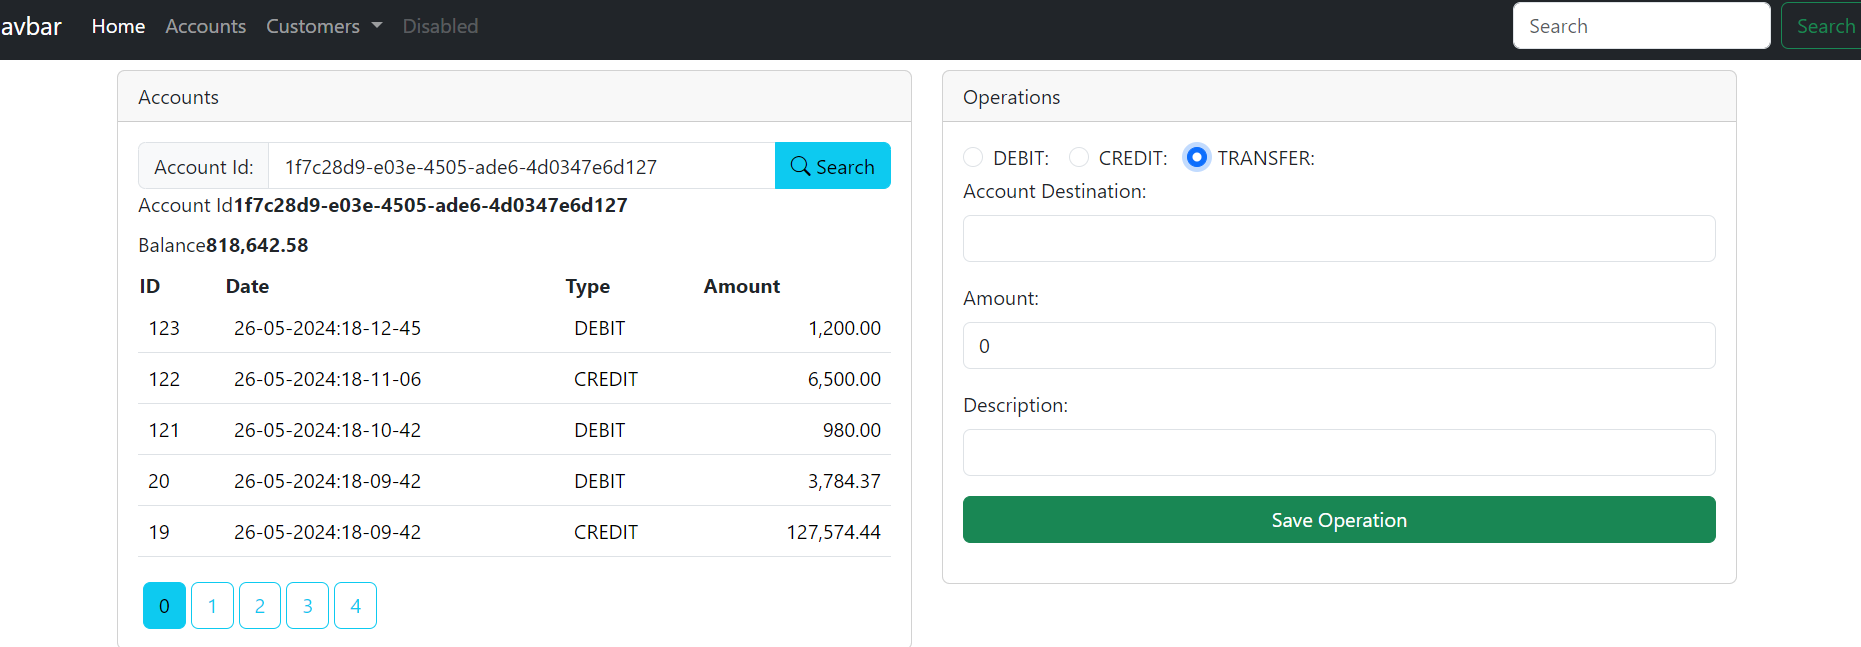 avbar Home Accounts Customers Disabled Search Search
Accounts
Account Id: 1f7c28d9-e03e-4505-ade6-4d0347e6d127 Search
Account Id1f7c28d9-e03e-4505-ade6-4d0347e6d127
Balance818,642.58
ID Date Type Amount
123 26-05-2024:18-12-45 DEBIT 1,200.00
122 26-05-2024:18-11-06 CREDIT 6,500.00
121 26-05-2024:18-10-42 DEBIT 980.00
20 26-05-2024:18-09-42 DEBIT 3,784.37
19 26-05-2024:18-09-42 CREDIT 127,574.44
0 1 2 3 4
Operations
DEBIT: CREDIT: TRANSFER:
Account Destination:
Amount:
0
Description:
Save Operation